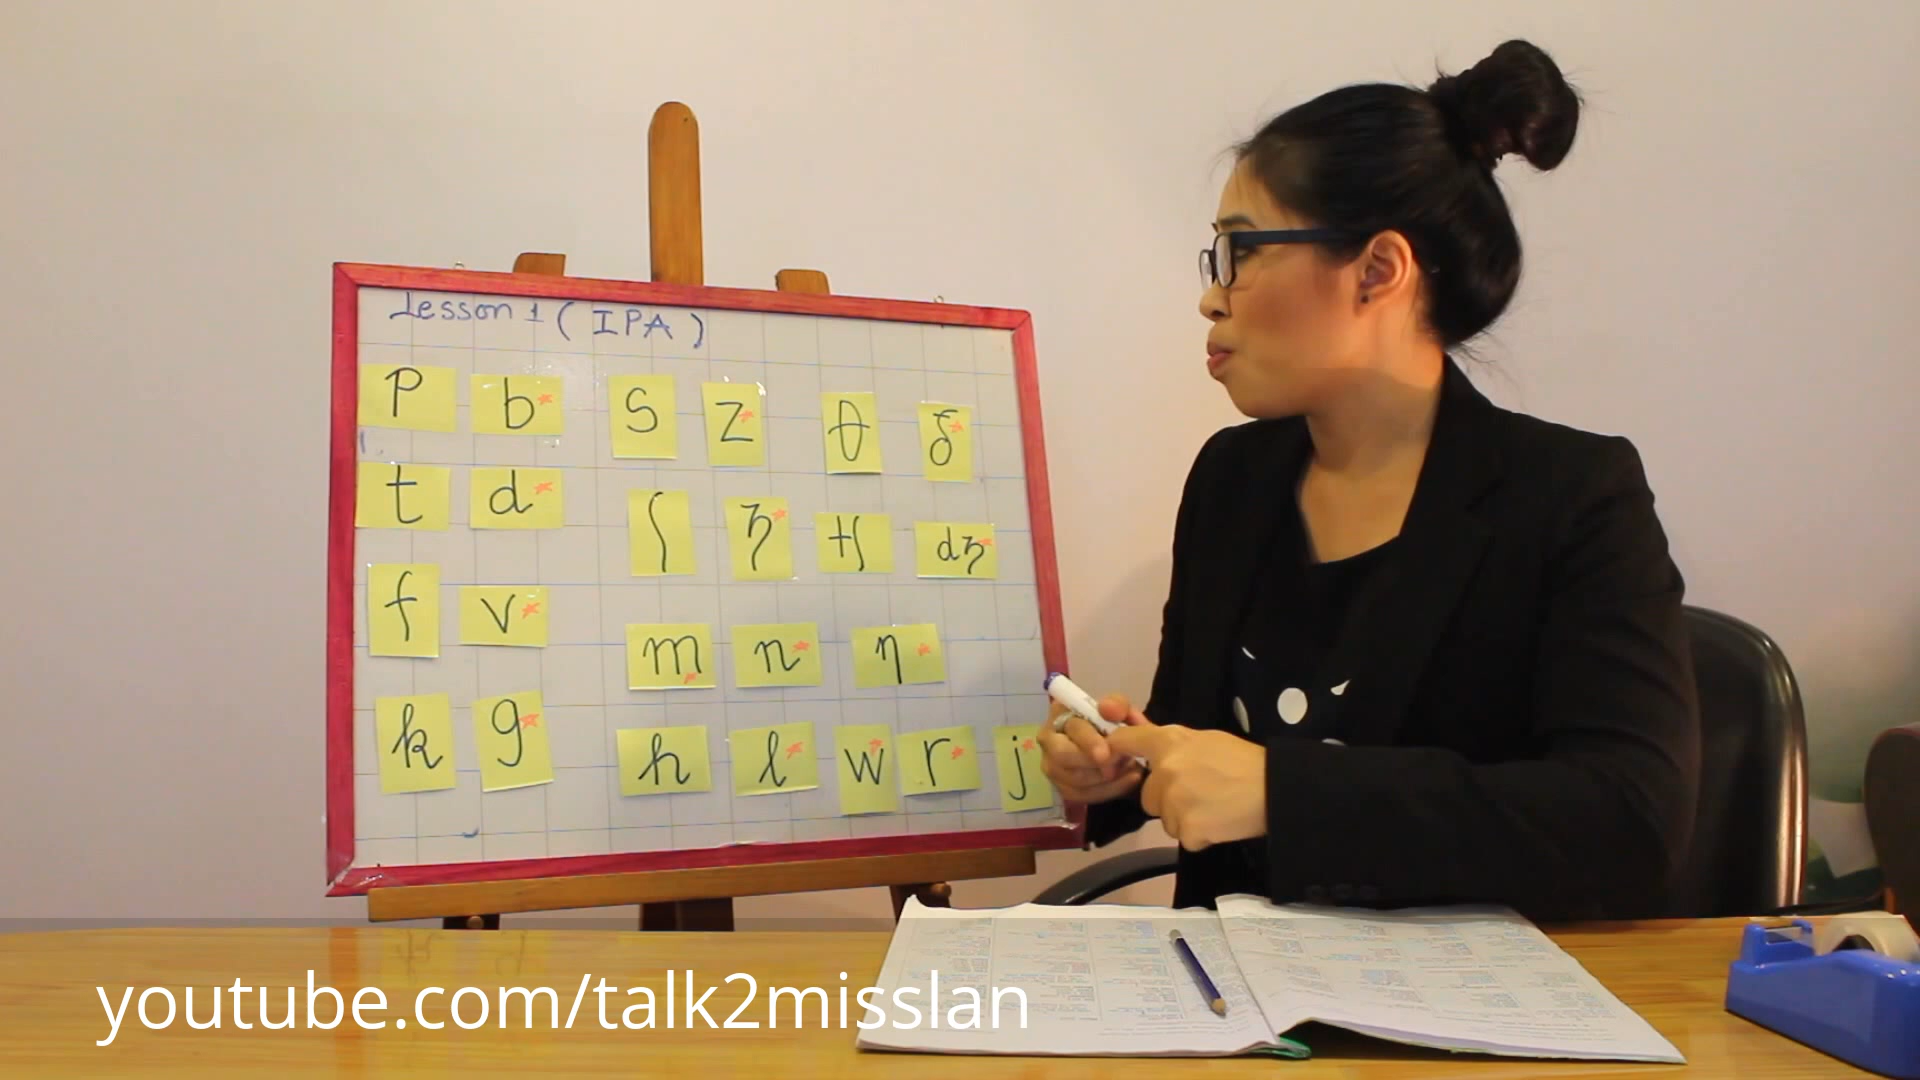 Lesson 1 ( IPA )
p b s z θ ð
t d ʃ ʒ tʃ dʒ
f v m n η
k g h l w r j
youtube.com/talk2misslan